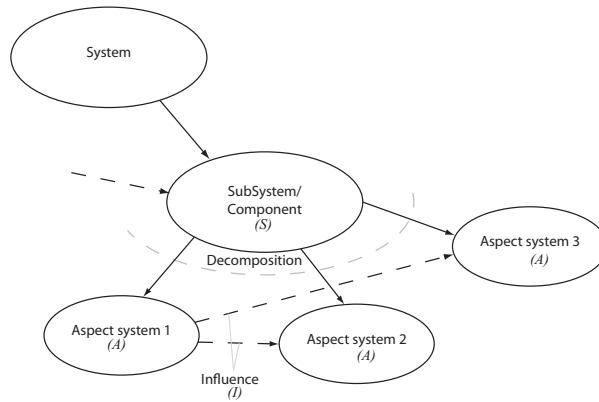 System
SubSystem/
Component
(S)
Decomposition
Aspect system 3
(A)
Aspect system 1
(A)
Aspect system 2
(A)
Influence
(I)